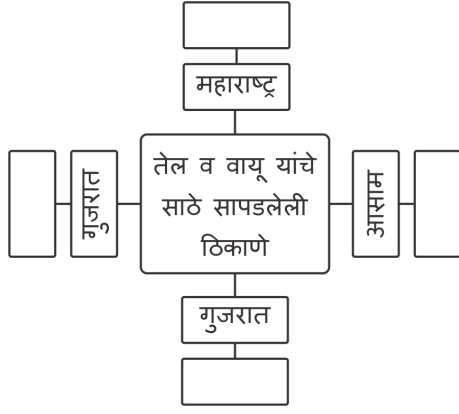 महाराष्ट्र
गुजरात
तेल व वायू यांचे
साठे सापडलेली
ठिकाणे
आसाम
गुजरात